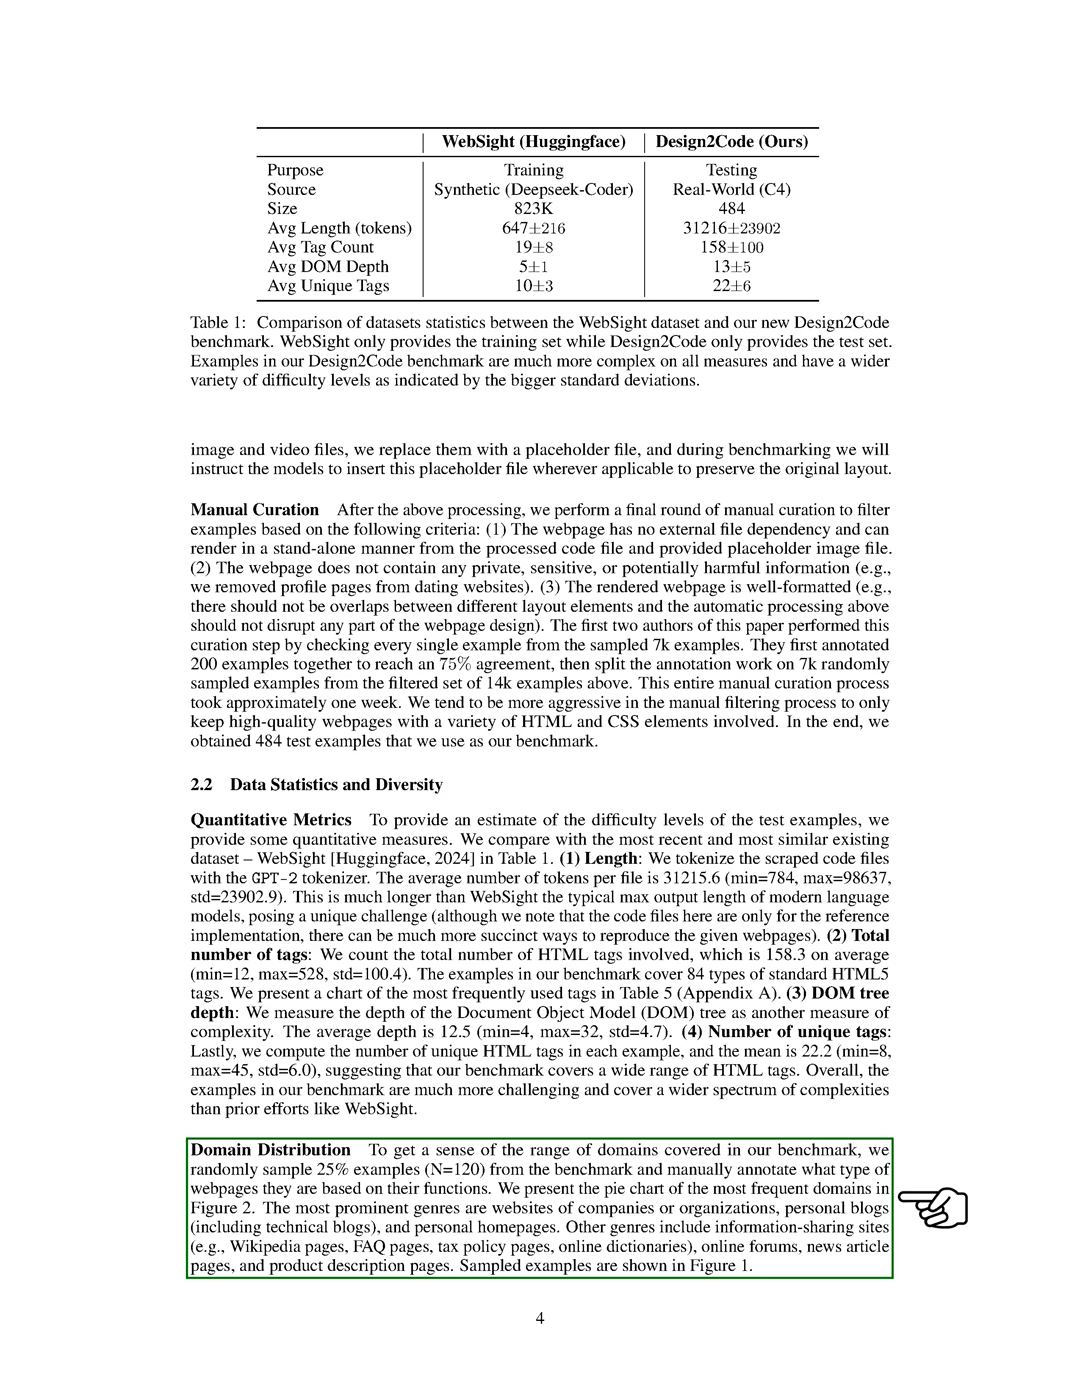 WebSight (Huggingface) Design2Code (Ours)
Purpose Training Testing
Source Synthetic (Deepseek-Coder) Real-World (C4)
Size 823K 484
Avg Length (tokens) 647±216 31216±23902
Avg Tag Count 19±8 158±100
Avg DOM Depth 5±1 13±5
Avg Unique Tags 10±3 22±6
Table 1: Comparison of datasets statistics between the WebSight dataset and our new Design2Code
benchmark. WebSight only provides the training set while Design2Code only provides the test set.
Examples in our Design2Code benchmark are much more complex on all measures and have a wider
variety of difficulty levels as indicated by the bigger standard deviations.
image and video files, we replace them with a placeholder file, and during benchmarking we will
instruct the models to insert this placeholder file wherever applicable to preserve the original layout.
Manual Curation After the above processing, we perform a final round of manual curation to filter
examples based on the following criteria: (1) The webpage has no external file dependency and can
render in a stand-alone manner from the processed code file and provided placeholder image file.
(2) The webpage does not contain any private, sensitive, or potentially harmful information (e.g.,
we removed profile pages from dating websites). (3) The rendered webpage is well-formatted (e.g.,
there should not be overlaps between different layout elements and the automatic processing above
should not disrupt any part of the webpage design). The first two authors of this paper performed this
curation step by checking every single example from the sampled 7k examples. They first annotated
200 examples together to reach an 75% agreement, then split the annotation work on 7k randomly
sampled examples from the filtered set of 14k examples above. This entire manual curation process
took approximately one week. We tend to be more aggressive in the manual filtering process to only
keep high-quality webpages with a variety of HTML and CSS elements involved. In the end, we
obtained 484 test examples that we use as our benchmark.
2.2 Data Statistics and Diversity
Quantitative Metrics To provide an estimate of the difficulty levels of the test examples, we
provide some quantitative measures. We compare with the most recent and most similar existing
dataset – WebSight [Huggingface, 2024] in Table 1. (1) Length: We tokenize the scraped code files
with the GPT-2 tokenizer. The average number of tokens per file is 31215.6 (min=784, max=98637,
std=23902.9). This is much longer than WebSight the typical max output length of modern language
models, posing a unique challenge (although we note that the code files here are only for the reference
implementation, there can be much more succinct ways to reproduce the given webpages). (2) Total
number of tags: We count the total number of HTML tags involved, which is 158.3 on average
(min=12, max=528, std=100.4). The examples in our benchmark cover 84 types of standard HTML5
tags. We present a chart of the most frequently used tags in Table 5 (Appendix A). (3) DOM tree
depth: We measure the depth of the Document Object Model (DOM) tree as another measure of
complexity. The average depth is 12.5 (min=4, max=32, std=4.7). (4) Number of unique tags:
Lastly, we compute the number of unique HTML tags in each example, and the mean is 22.2 (min=8,
max=45, std=6.0), suggesting that our benchmark covers a wide range of HTML tags. Overall, the
examples in our benchmark are much more challenging and cover a wider spectrum of complexities
than prior efforts like WebSight.
Domain Distribution To get a sense of the range of domains covered in our benchmark, we
randomly sample 25% examples (N=120) from the benchmark and manually annotate what type of
webpages they are based on their functions. We present the pie chart of the most frequent domains in
Figure 2. The most prominent genres are websites of companies or organizations, personal blogs
(including technical blogs), and personal homepages. Other genres include information-sharing sites
(e.g., Wikipedia pages, FAQ pages, tax policy pages, online dictionaries), online forums, news article
pages, and product description pages. Sampled examples are shown in Figure 1.
4